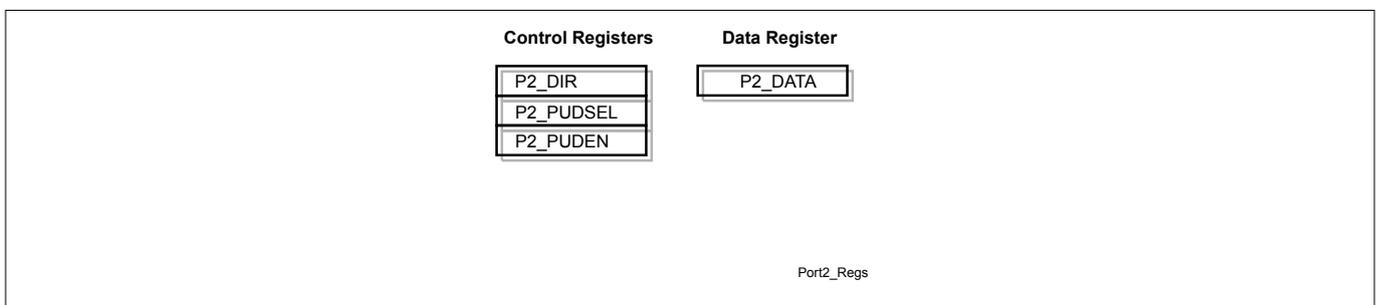 Control Registers
Data Register
P2_DIR
P2_DATA
P2_PUDSEL
P2_PUDEN
Port2_Regs